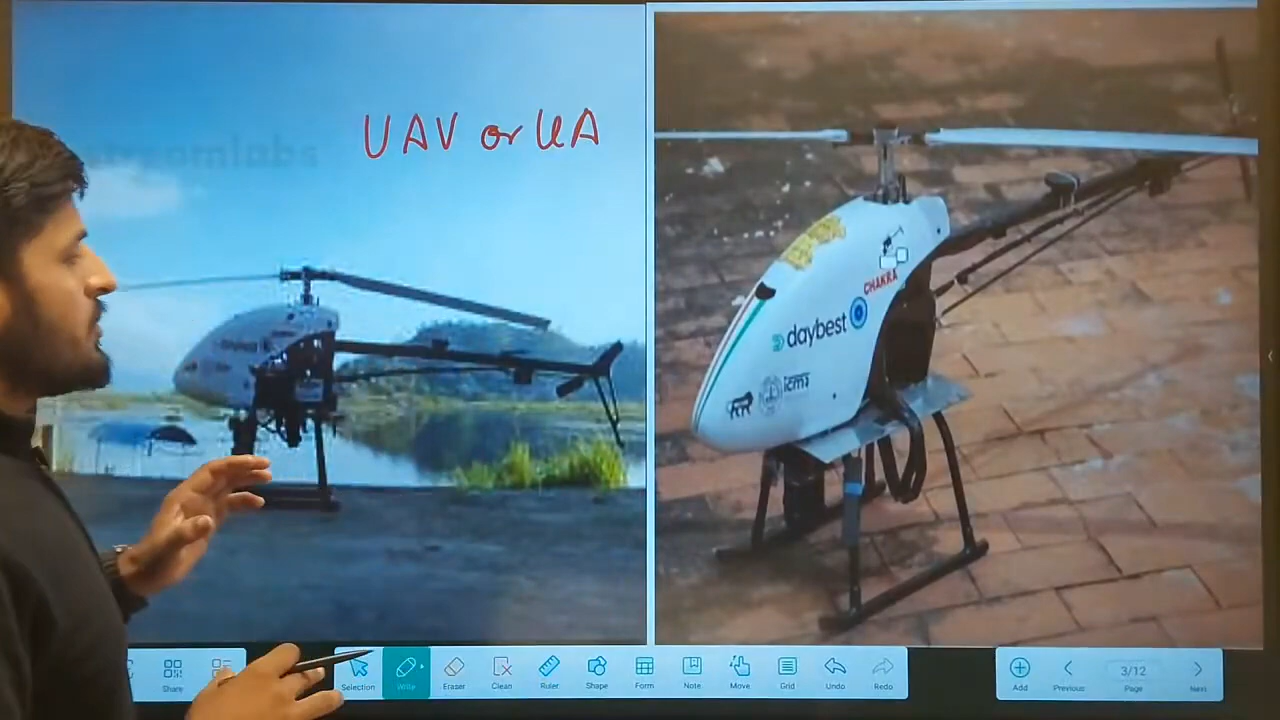 UAV or UA
CHAKRA
daybest
icmr
Share
Selection
Write
Eraser
Clean
Ruler
Shape
Form
Note
Move
Grid
Undo
Redo
Add
Previous
3/12
Page
Next